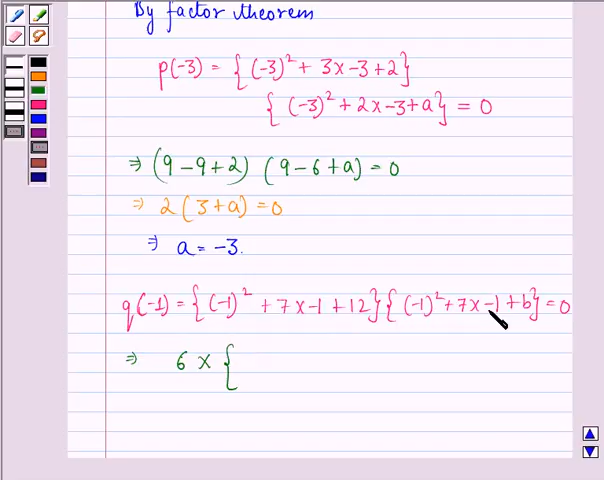 By factor theorem
p(-3) = {(-3)² + 3x-3+2}
{(-3)² + 2x-3+a} = 0
⇒ (9-9+2) (9-6+a) = 0
⇒ 2(3+a) = 0
⇒ a = -3.
q(-1) = {(-1)² + 7x-1+12}{(-1)²+7x-1+b} = 0
⇒ 6 x {